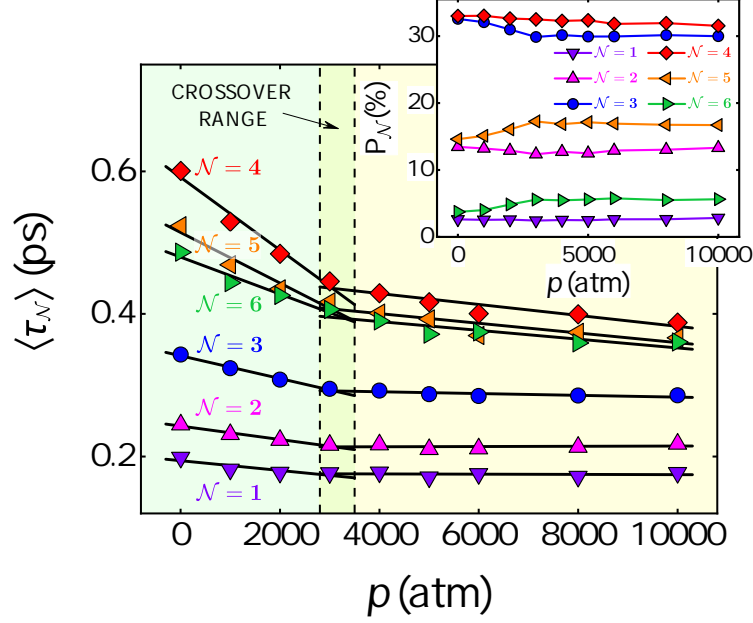 CROSSOVER
RANGE
𝒩 = 4
𝒩 = 5
𝒩 = 6
𝒩 = 3
𝒩 = 2
𝒩 = 1
0.6
0.4
0.2
⟨τ𝒩⟩ (ps)
0 2000 4000 6000 8000 10000
p (atm)
30
20
10
0
P𝒩 (%)
𝒩 = 1 𝒩 = 4
𝒩 = 2 𝒩 = 5
𝒩 = 3 𝒩 = 6
0 5000 10000
p (atm)